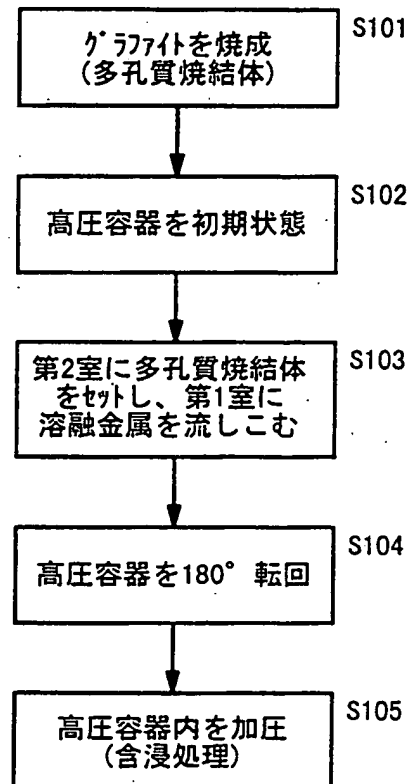 グラファイトを焼成
(多孔質焼結体)
S101
高圧容器を初期状態
S102
第2室に多孔質焼結体
をセットし、第1室に
溶融金属を流しこむ
S103
高圧容器を180° 転回
S104
高圧容器内を加圧
(含浸処理)
S105